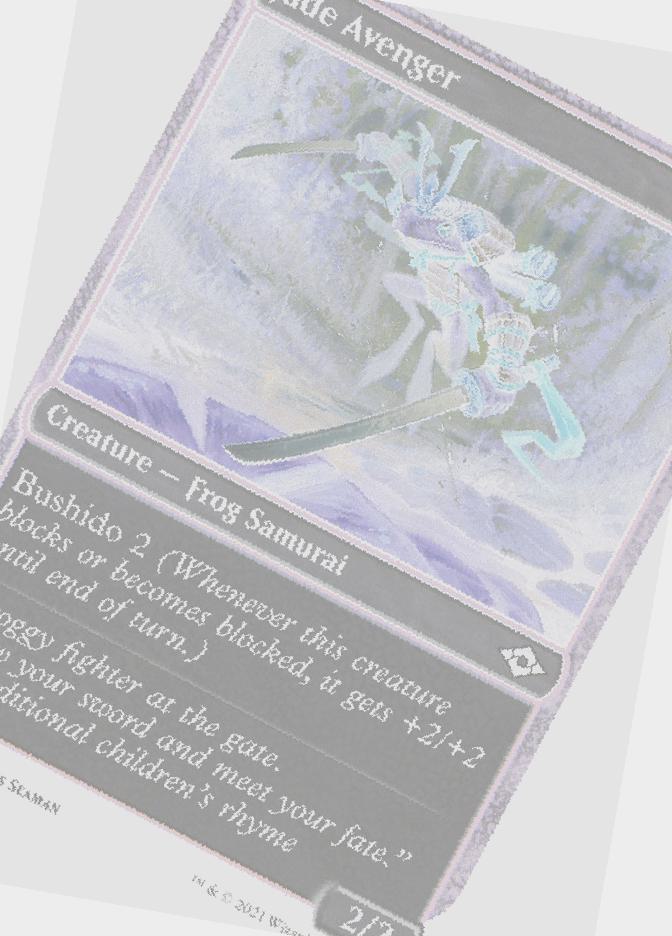 Avenger
Creature — Frog Samurai
Bushido 2 (Whenever this creature
blocks or becomes blocked, it gets +2/+2
until end of turn.)
fighter at the gate.
your sword and meet your fate."
children's rhyme
SEAMAN
™ & © 2021
2/2